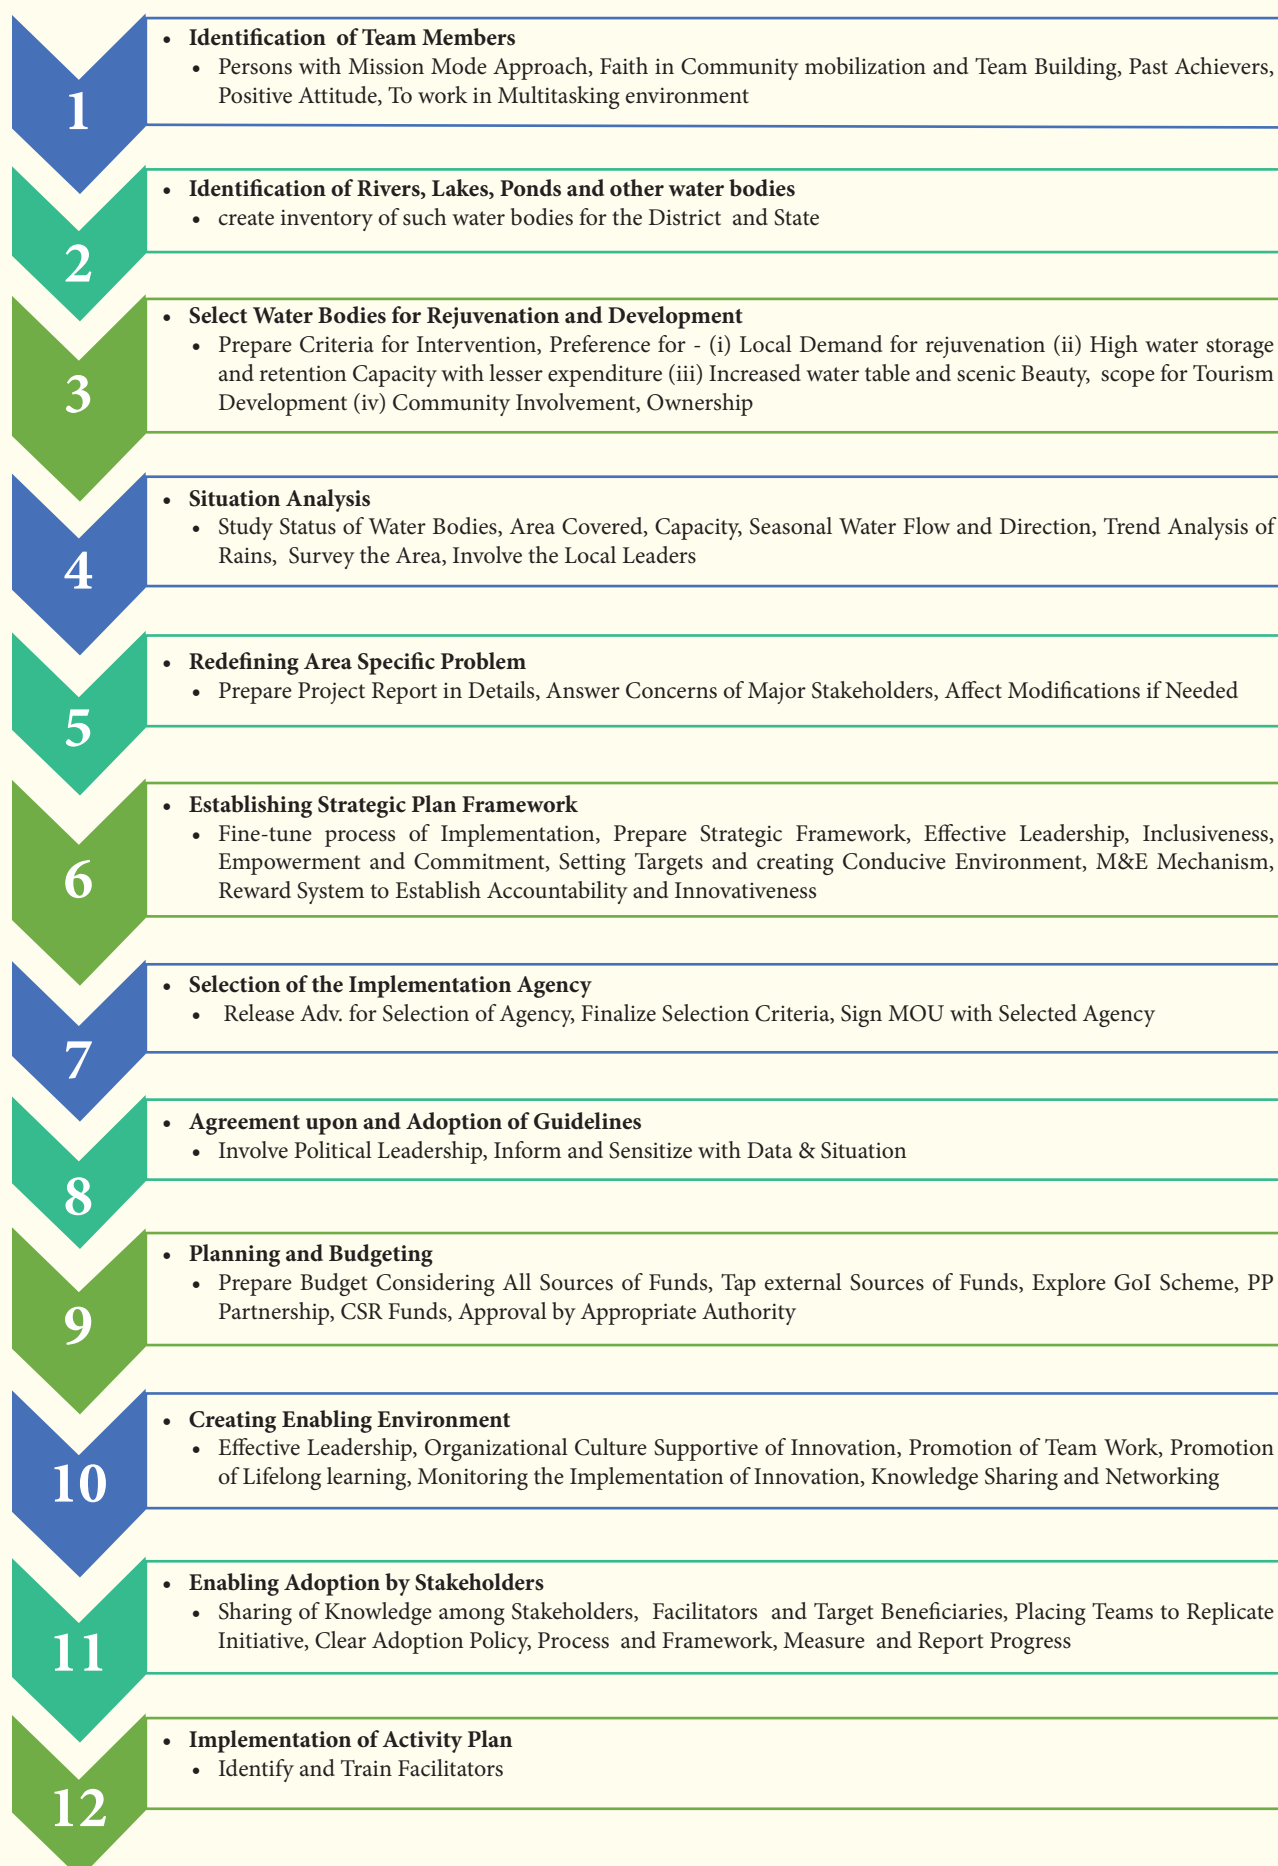 1
• Identification of Team Members
• Persons with Mission Mode Approach, Faith in Community mobilization and Team Building, Past Achievers,
Positive Attitude, To work in Multitasking environment
2
• Identification of Rivers, Lakes, Ponds and other water bodies
• create inventory of such water bodies for the District and State
3
• Select Water Bodies for Rejuvenation and Development
• Prepare Criteria for Intervention, Preference for - (i) Local Demand for rejuvenation (ii) High water storage
and retention Capacity with lesser expenditure (iii) Increased water table and scenic Beauty, scope for Tourism
Development (iv) Community Involvement, Ownership
4
• Situation Analysis
• Study Status of Water Bodies, Area Covered, Capacity, Seasonal Water Flow and Direction, Trend Analysis of
Rains, Survey the Area, Involve the Local Leaders
5
• Redefining Area Specific Problem
• Prepare Project Report in Details, Answer Concerns of Major Stakeholders, Affect Modifications if Needed
6
• Establishing Strategic Plan Framework
• Fine-tune process of Implementation, Prepare Strategic Framework, Effective Leadership, Inclusiveness,
Empowerment and Commitment, Setting Targets and creating Conducive Environment, M&E Mechanism,
Reward System to Establish Accountability and Innovativeness
7
• Selection of the Implementation Agency
• Release Adv. for Selection of Agency, Finalize Selection Criteria, Sign MOU with Selected Agency
8
• Agreement upon and Adoption of Guidelines
• Involve Political Leadership, Inform and Sensitize with Data & Situation
9
• Planning and Budgeting
• Prepare Budget Considering All Sources of Funds, Tap external Sources of Funds, Explore GoI Scheme, PP
Partnership, CSR Funds, Approval by Appropriate Authority
10
• Creating Enabling Environment
• Effective Leadership, Organizational Culture Supportive of Innovation, Promotion of Team Work, Promotion
of Lifelong learning, Monitoring the Implementation of Innovation, Knowledge Sharing and Networking
11
• Enabling Adoption by Stakeholders
• Sharing of Knowledge among Stakeholders, Facilitators and Target Beneficiaries, Placing Teams to Replicate
Initiative, Clear Adoption Policy, Process and Framework, Measure and Report Progress
12
• Implementation of Activity Plan
• Identify and Train Facilitators